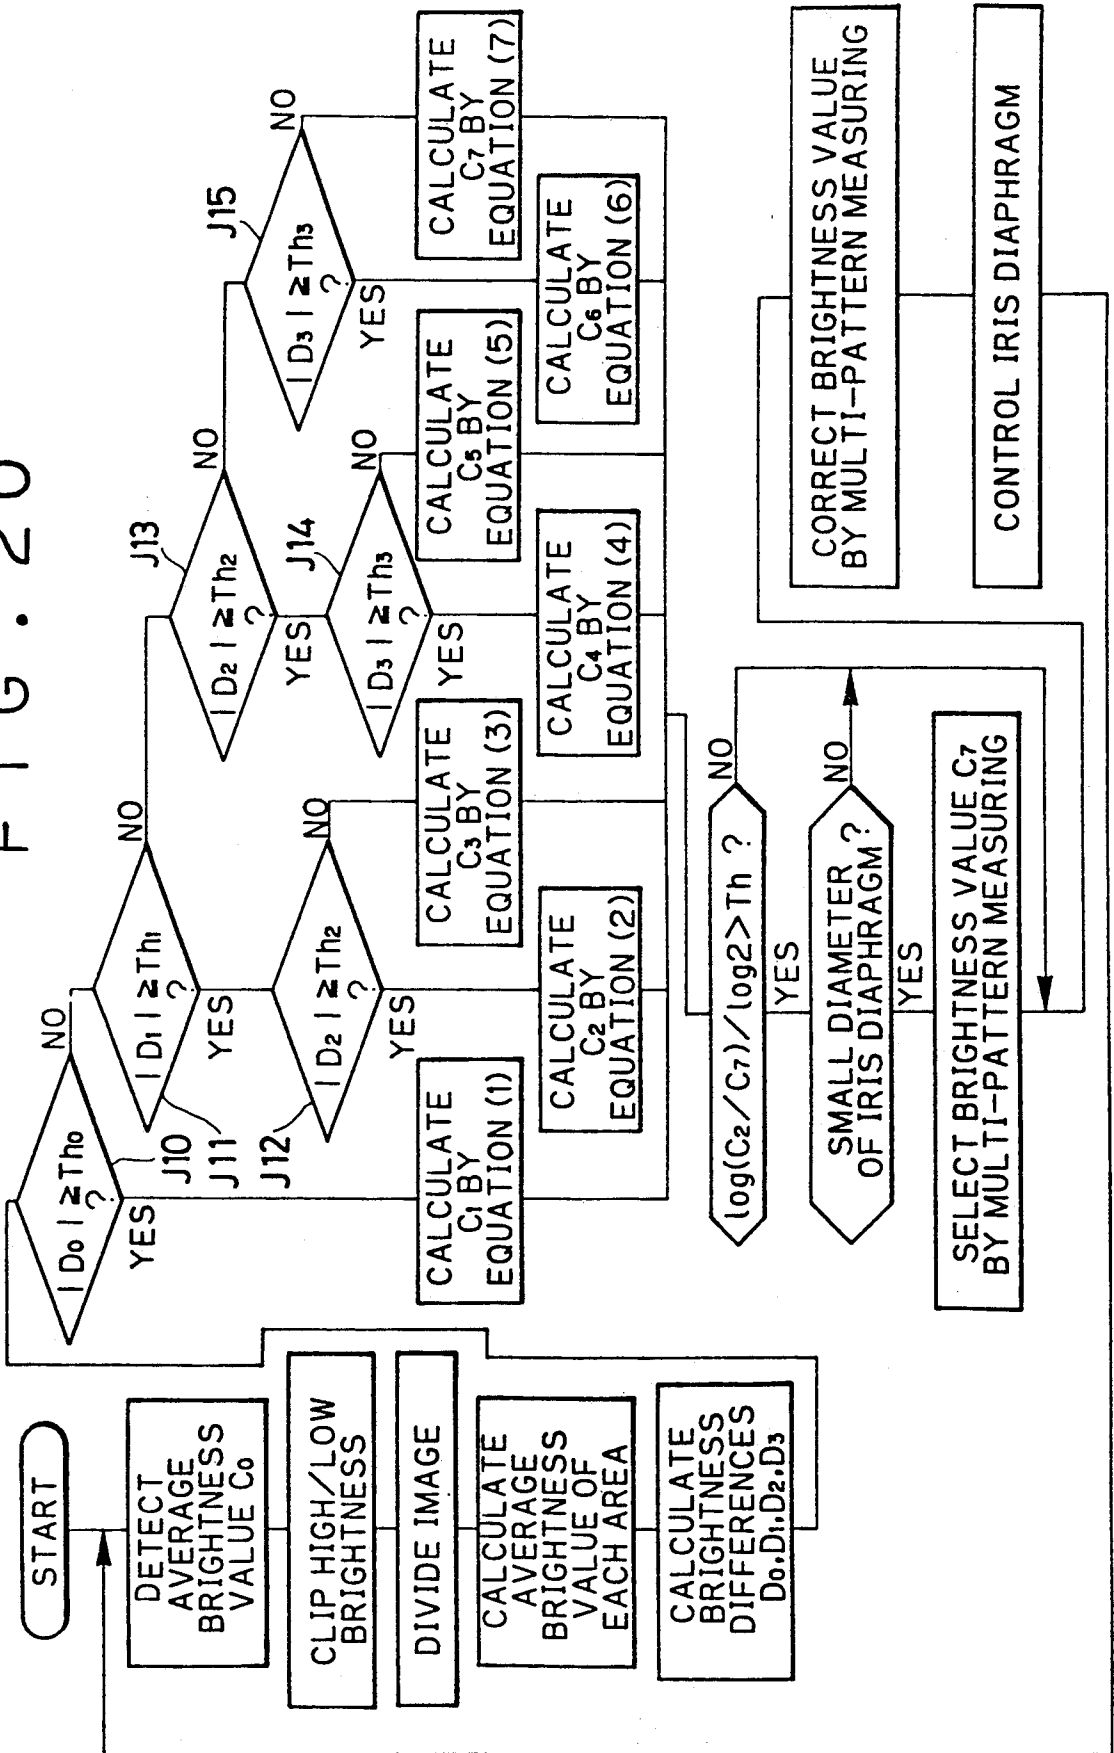 FIG. 20
START
DETECT
AVERAGE
BRIGHTNESS
VALUE C0
CLIP HIGH/LOW
BRIGHTNESS
DIVIDE IMAGE
CALCULATE
AVERAGE
BRIGHTNESS
VALUE OF
EACH AREA
CALCULATE
BRIGHTNESS
DIFFERENCES
D0,D1,D2,D3
|D0|≥Th0
?
NO
YES
J10
|D1|≥Th1
?
NO
YES
J11
|D2|≥Th2
?
NO
YES
J12
|D2|≥Th2
?
NO
YES
J13
|D3|≥Th3
?
NO
YES
J14
|D3|≥Th3
?
NO
YES
J15
CALCULATE
C1 BY
EQUATION (1)
CALCULATE
C2 BY
EQUATION (2)
CALCULATE
C3 BY
EQUATION (3)
CALCULATE
C4 BY
EQUATION (4)
CALCULATE
C5 BY
EQUATION (5)
CALCULATE
C6 BY
EQUATION (6)
CALCULATE
C7 BY
EQUATION (7)
log(C2/C7)/log2>Th ?
NO
YES
SMALL DIAMETER
OF IRIS DIAPHRAGM?
NO
YES
SELECT BRIGHTNESS VALUE C7
BY MULTI-PATTERN MEASURING
CORRECT BRIGHTNESS VALUE
BY MULTI-PATTERN MEASURING
CONTROL IRIS DIAPHRAGM